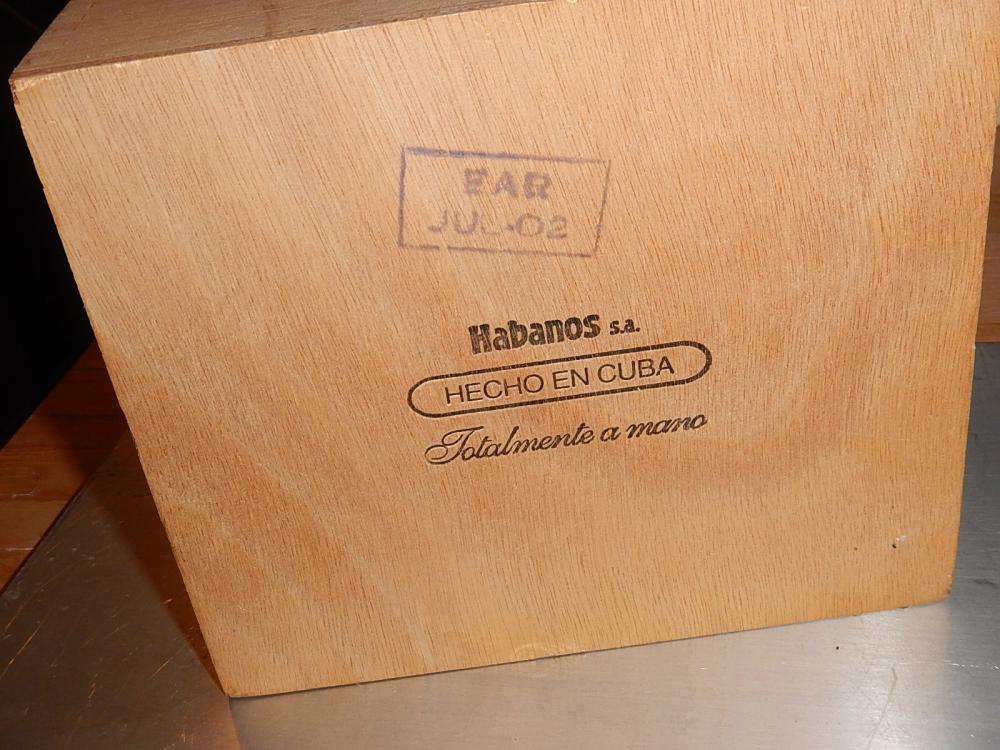 EAR
JUL-02
Habanos s.a.
HECHO EN CUBA
Totalmente a mano